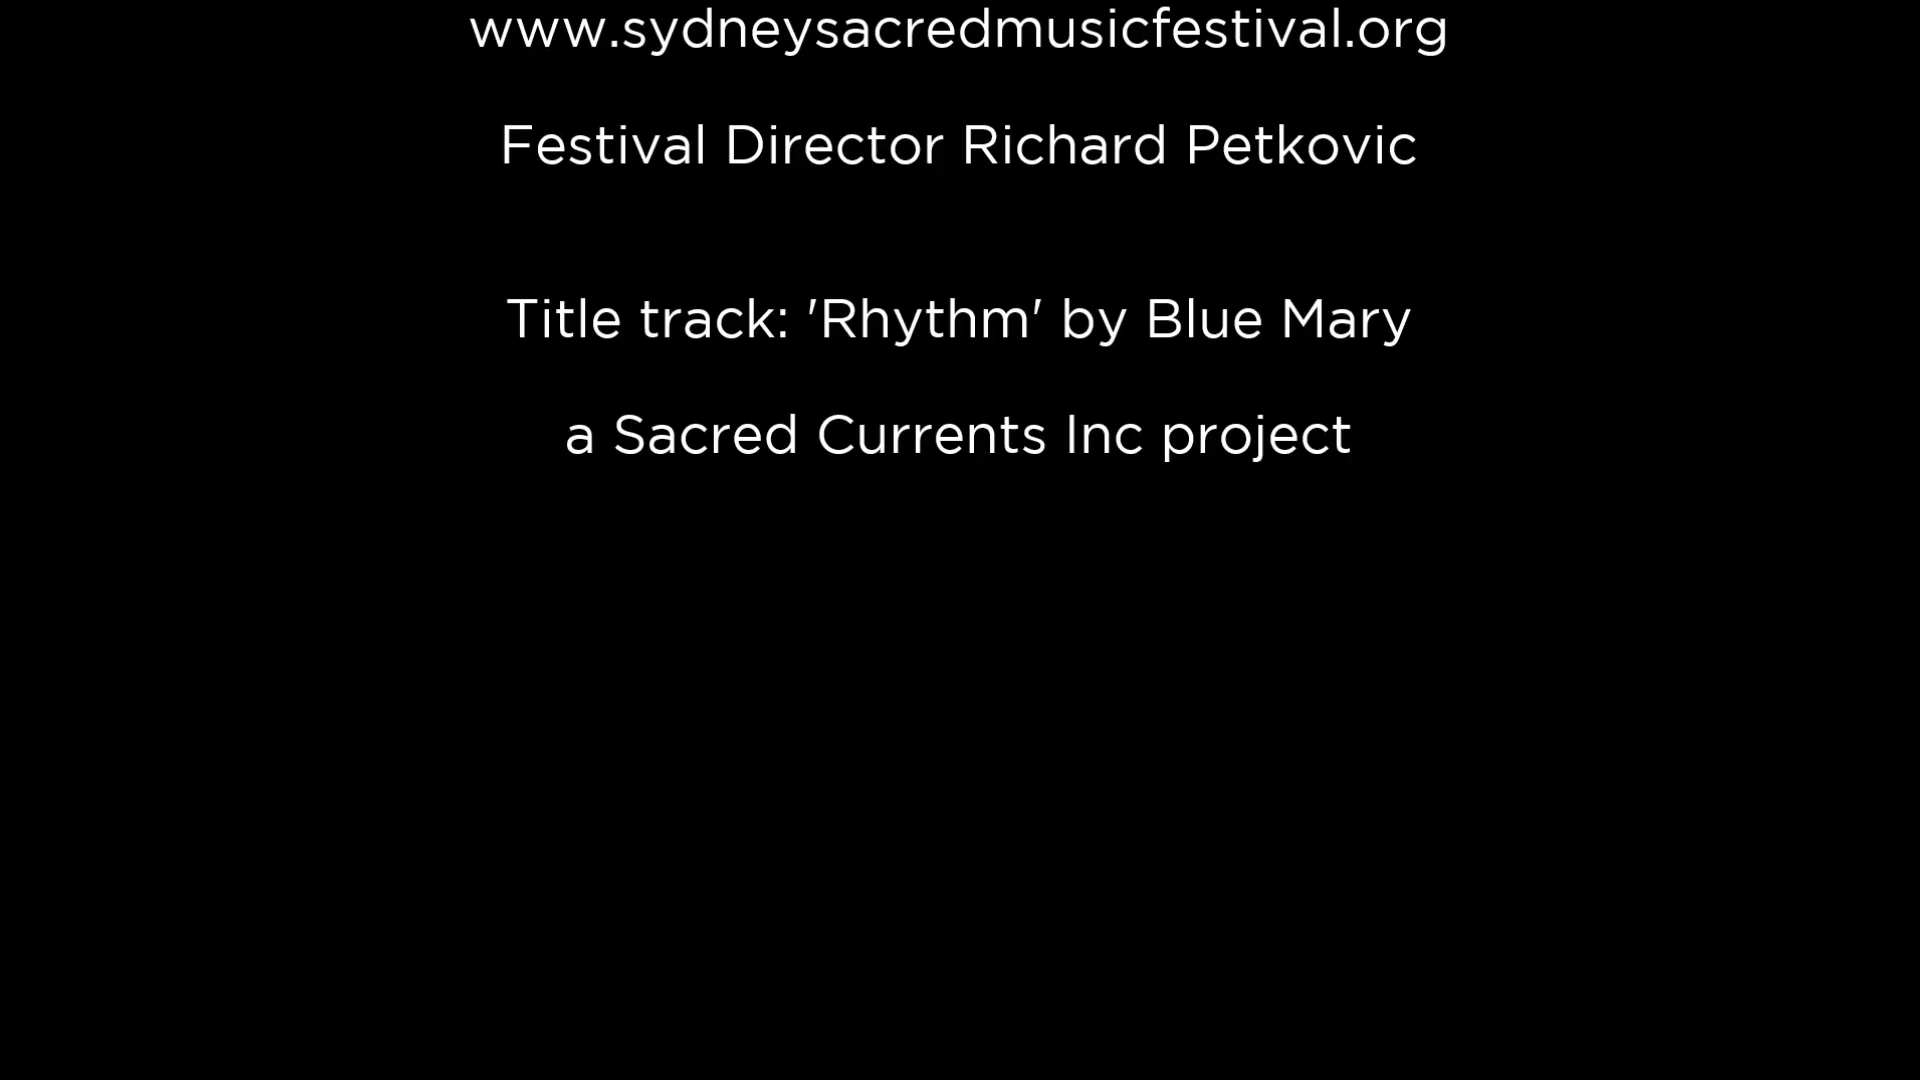 www.sydneysacredmusicfestival.org
Festival Director Richard Petkovic
Title track: 'Rhythm' by Blue Mary
a Sacred Currents Inc project